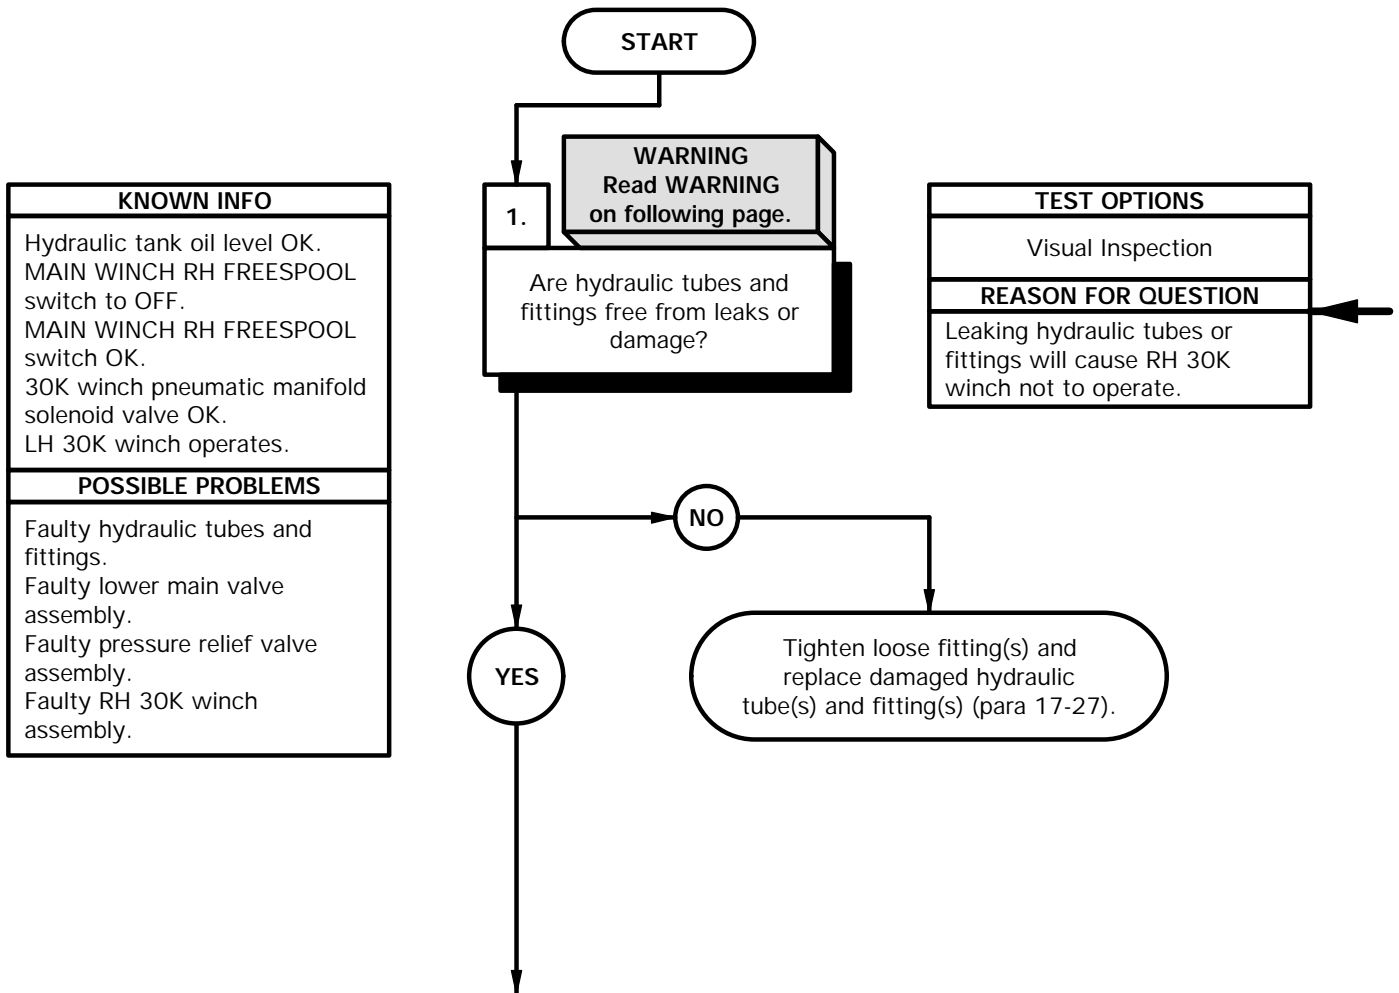 START
KNOWN INFO
Hydraulic tank oil level OK.
MAIN WINCH RH FREESPOOL
switch to OFF.
MAIN WINCH RH FREESPOOL
switch OK.
30K winch pneumatic manifold
solenoid valve OK.
LH 30K winch operates.
POSSIBLE PROBLEMS
Faulty hydraulic tubes and
fittings.
Faulty lower main valve
assembly.
Faulty pressure relief valve
assembly.
Faulty RH 30K winch
assembly.
WARNING
Read WARNING
on following page.
1.
Are hydraulic tubes and
fittings free from leaks or
damage?
TEST OPTIONS
Visual Inspection
REASON FOR QUESTION
Leaking hydraulic tubes or
fittings will cause RH 30K
winch not to operate.
NO
YES
Tighten loose fitting(s) and
replace damaged hydraulic
tube(s) and fitting(s) (para 17-27).